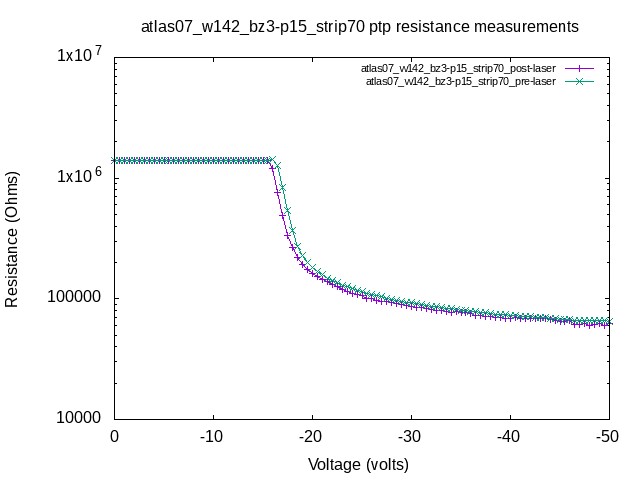 atlas07_w142_bz3-p15_strip70 ptp resistance measurements
atlas07_w142_bz3-p15_strip70_post-laser
atlas07_w142_bz3-p15_strip70_pre-laser
1x10^7
1x10^6
100000
10000
Resistance (Ohms)
0 -10 -20 -30 -40 -50
Voltage (volts)